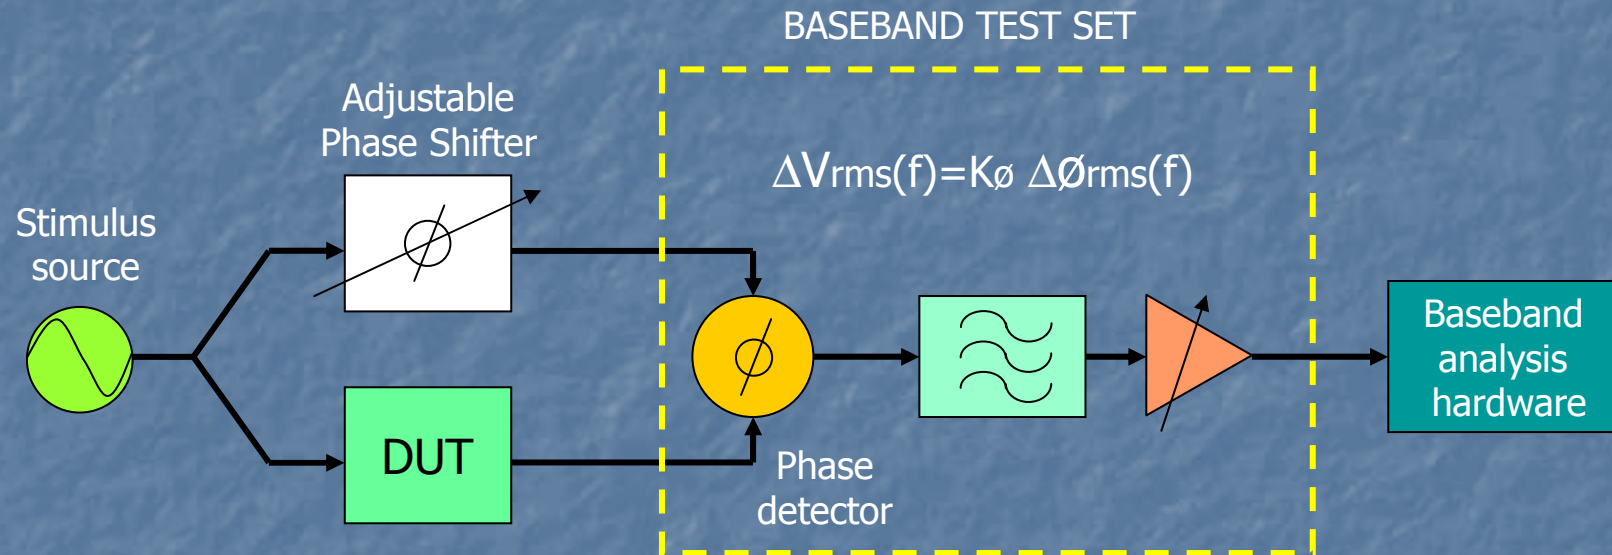 BASEBAND TEST SET
Adjustable
Phase Shifter
ΔVrms(f)=Kø ΔØrms(f)
Stimulus
source
DUT
Phase
detector
Baseband
analysis
hardware